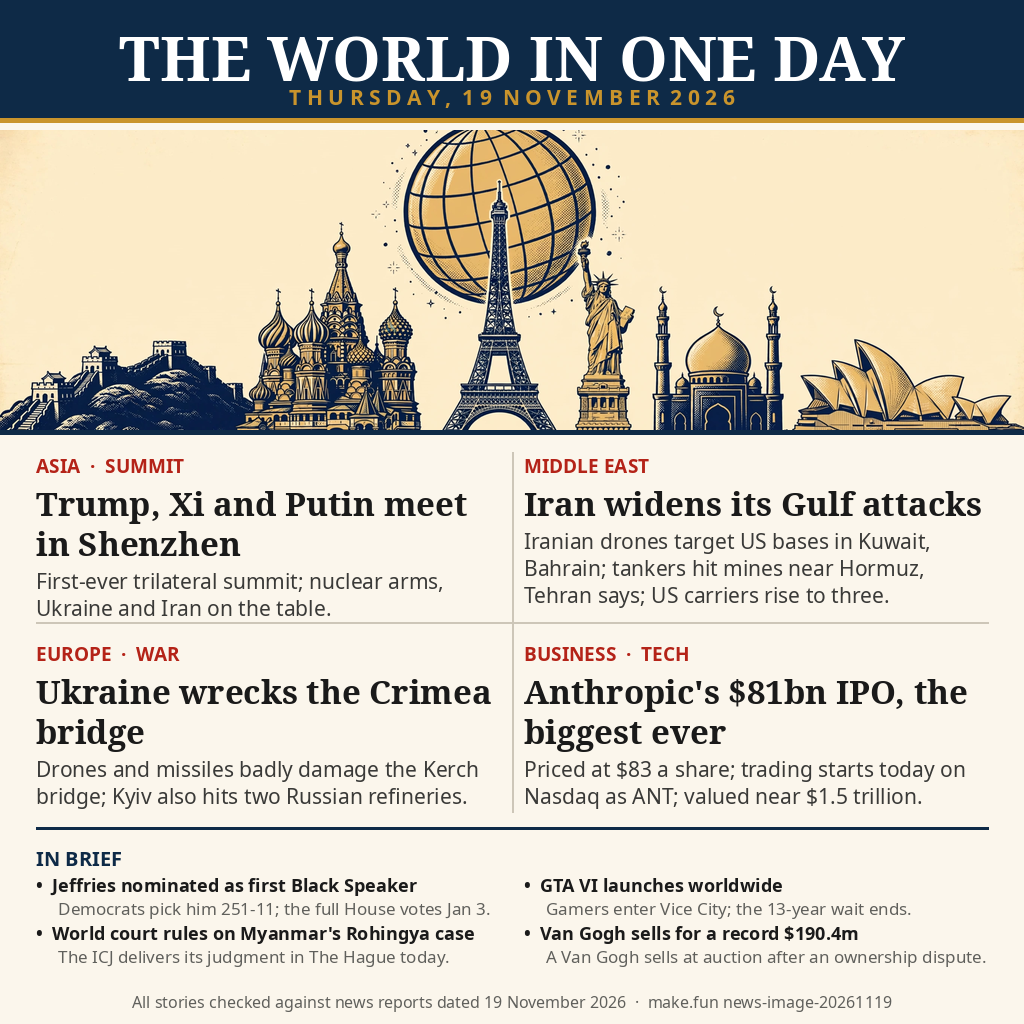 THE WORLD IN ONE DAY
THURSDAY, 19 NOVEMBER 2026
ASIA · SUMMIT
Trump, Xi and Putin meet
in Shenzhen
First-ever trilateral summit; nuclear arms,
Ukraine and Iran on the table.
MIDDLE EAST
Iran widens its Gulf attacks
Iranian drones target US bases in Kuwait,
Bahrain; tankers hit mines near Hormuz,
Tehran says; US carriers rise to three.
EUROPE · WAR
Ukraine wrecks the Crimea
bridge
Drones and missiles badly damage the Kerch
bridge; Kyiv also hits two Russian refineries.
BUSINESS · TECH
Anthropic's $81bn IPO, the
biggest ever
Priced at $83 a share; trading starts today on
Nasdaq as ANT; valued near $1.5 trillion.
IN BRIEF
• Jeffries nominated as first Black Speaker
Democrats pick him 251-11; the full House votes Jan 3.
• World court rules on Myanmar's Rohingya case
The ICJ delivers its judgment in The Hague today.
• GTA VI launches worldwide
Gamers enter Vice City; the 13-year wait ends.
• Van Gogh sells for a record $190.4m
A Van Gogh sells at auction after an ownership dispute.
All stories checked against news reports dated 19 November 2026 · make.fun news-image-20261119